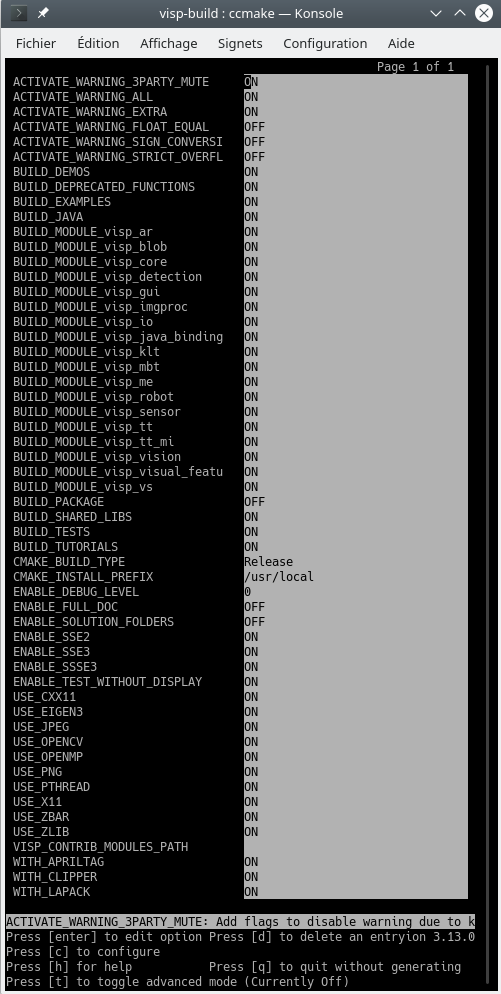 visp-build : ccmake — Konsole
Fichier Édition Affichage Signets Configuration Aide
Page 1 of 1
ACTIVATE_WARNING_3PARTY_MUTE ON
ACTIVATE_WARNING_ALL ON
ACTIVATE_WARNING_EXTRA ON
ACTIVATE_WARNING_FLOAT_EQUAL OFF
ACTIVATE_WARNING_SIGN_CONVERSI OFF
ACTIVATE_WARNING_STRICT_OVERFL OFF
BUILD_DEMOS ON
BUILD_DEPRECATED_FUNCTIONS ON
BUILD_EXAMPLES ON
BUILD_JAVA ON
BUILD_MODULE_visp_ar ON
BUILD_MODULE_visp_blob ON
BUILD_MODULE_visp_core ON
BUILD_MODULE_visp_detection ON
BUILD_MODULE_visp_gui ON
BUILD_MODULE_visp_imgproc ON
BUILD_MODULE_visp_io ON
BUILD_MODULE_visp_java_binding ON
BUILD_MODULE_visp_klt ON
BUILD_MODULE_visp_mbt ON
BUILD_MODULE_visp_me ON
BUILD_MODULE_visp_robot ON
BUILD_MODULE_visp_sensor ON
BUILD_MODULE_visp_tt ON
BUILD_MODULE_visp_tt_mi ON
BUILD_MODULE_visp_vision ON
BUILD_MODULE_visp_visual_featu ON
BUILD_MODULE_visp_vs ON
BUILD_PACKAGE OFF
BUILD_SHARED_LIBS ON
BUILD_TESTS ON
BUILD_TUTORIALS ON
CMAKE_BUILD_TYPE Release
CMAKE_INSTALL_PREFIX /usr/local
ENABLE_DEBUG_LEVEL 0
ENABLE_FULL_DOC OFF
ENABLE_SOLUTION_FOLDERS OFF
ENABLE_SSE2 ON
ENABLE_SSE3 ON
ENABLE_SSSE3 ON
ENABLE_TEST_WITHOUT_DISPLAY ON
USE_CXX11 ON
USE_EIGEN3 ON
USE_JPEG ON
USE_OPENCV ON
USE_OPENMP ON
USE_PNG ON
USE_PTHREAD ON
USE_X11 ON
USE_ZBAR ON
USE_ZLIB ON
VISP_CONTRIB_MODULES_PATH
WITH_APRILTAG ON
WITH_CLIPPER ON
WITH_LAPACK ON
ACTIVATE_WARNING_3PARTY_MUTE: Add flags to disable warning due to k
Press [enter] to edit option Press [d] to delete an entryion 3.13.0
Press [c] to configure
Press [h] for help Press [q] to quit without generating
Press [t] to toggle advanced mode (Currently Off)